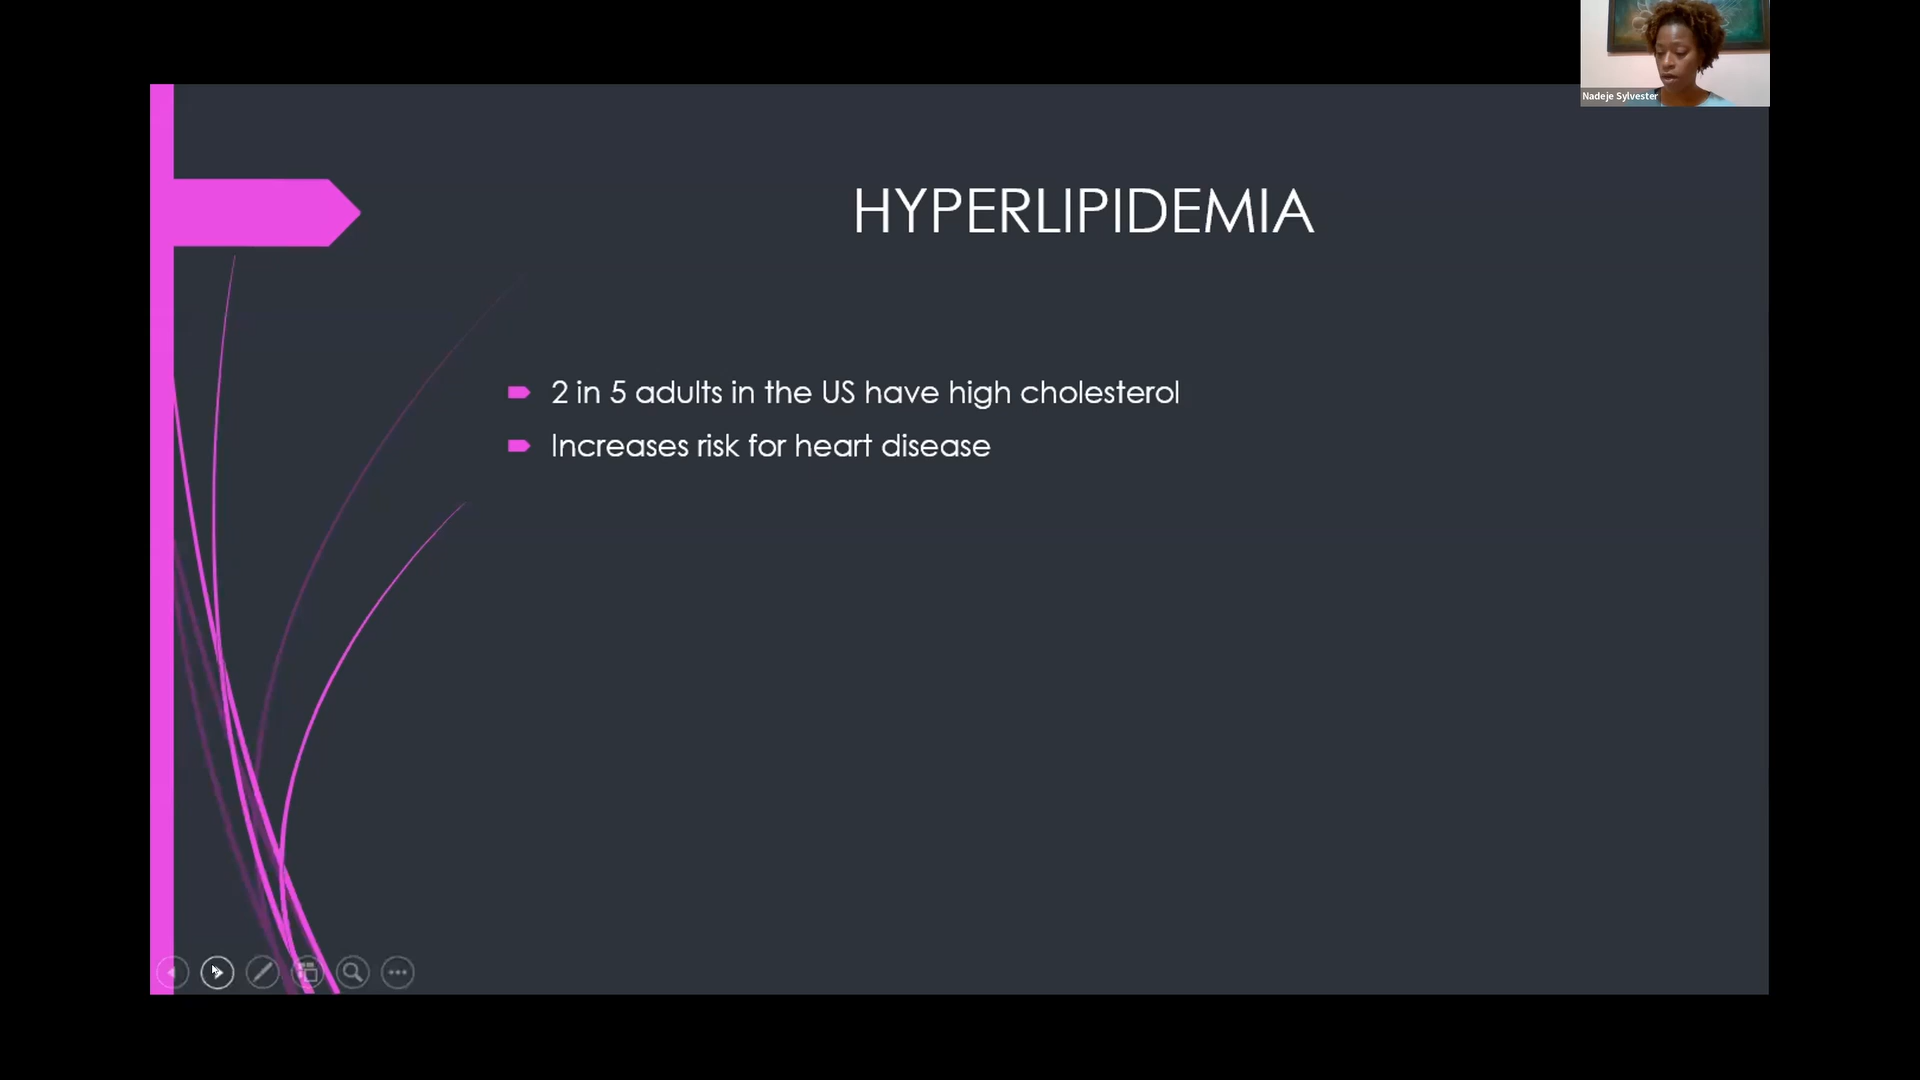 Nadeje Sylvester
HYPERLIPIDEMIA
2 in 5 adults in the US have high cholesterol
Increases risk for heart disease